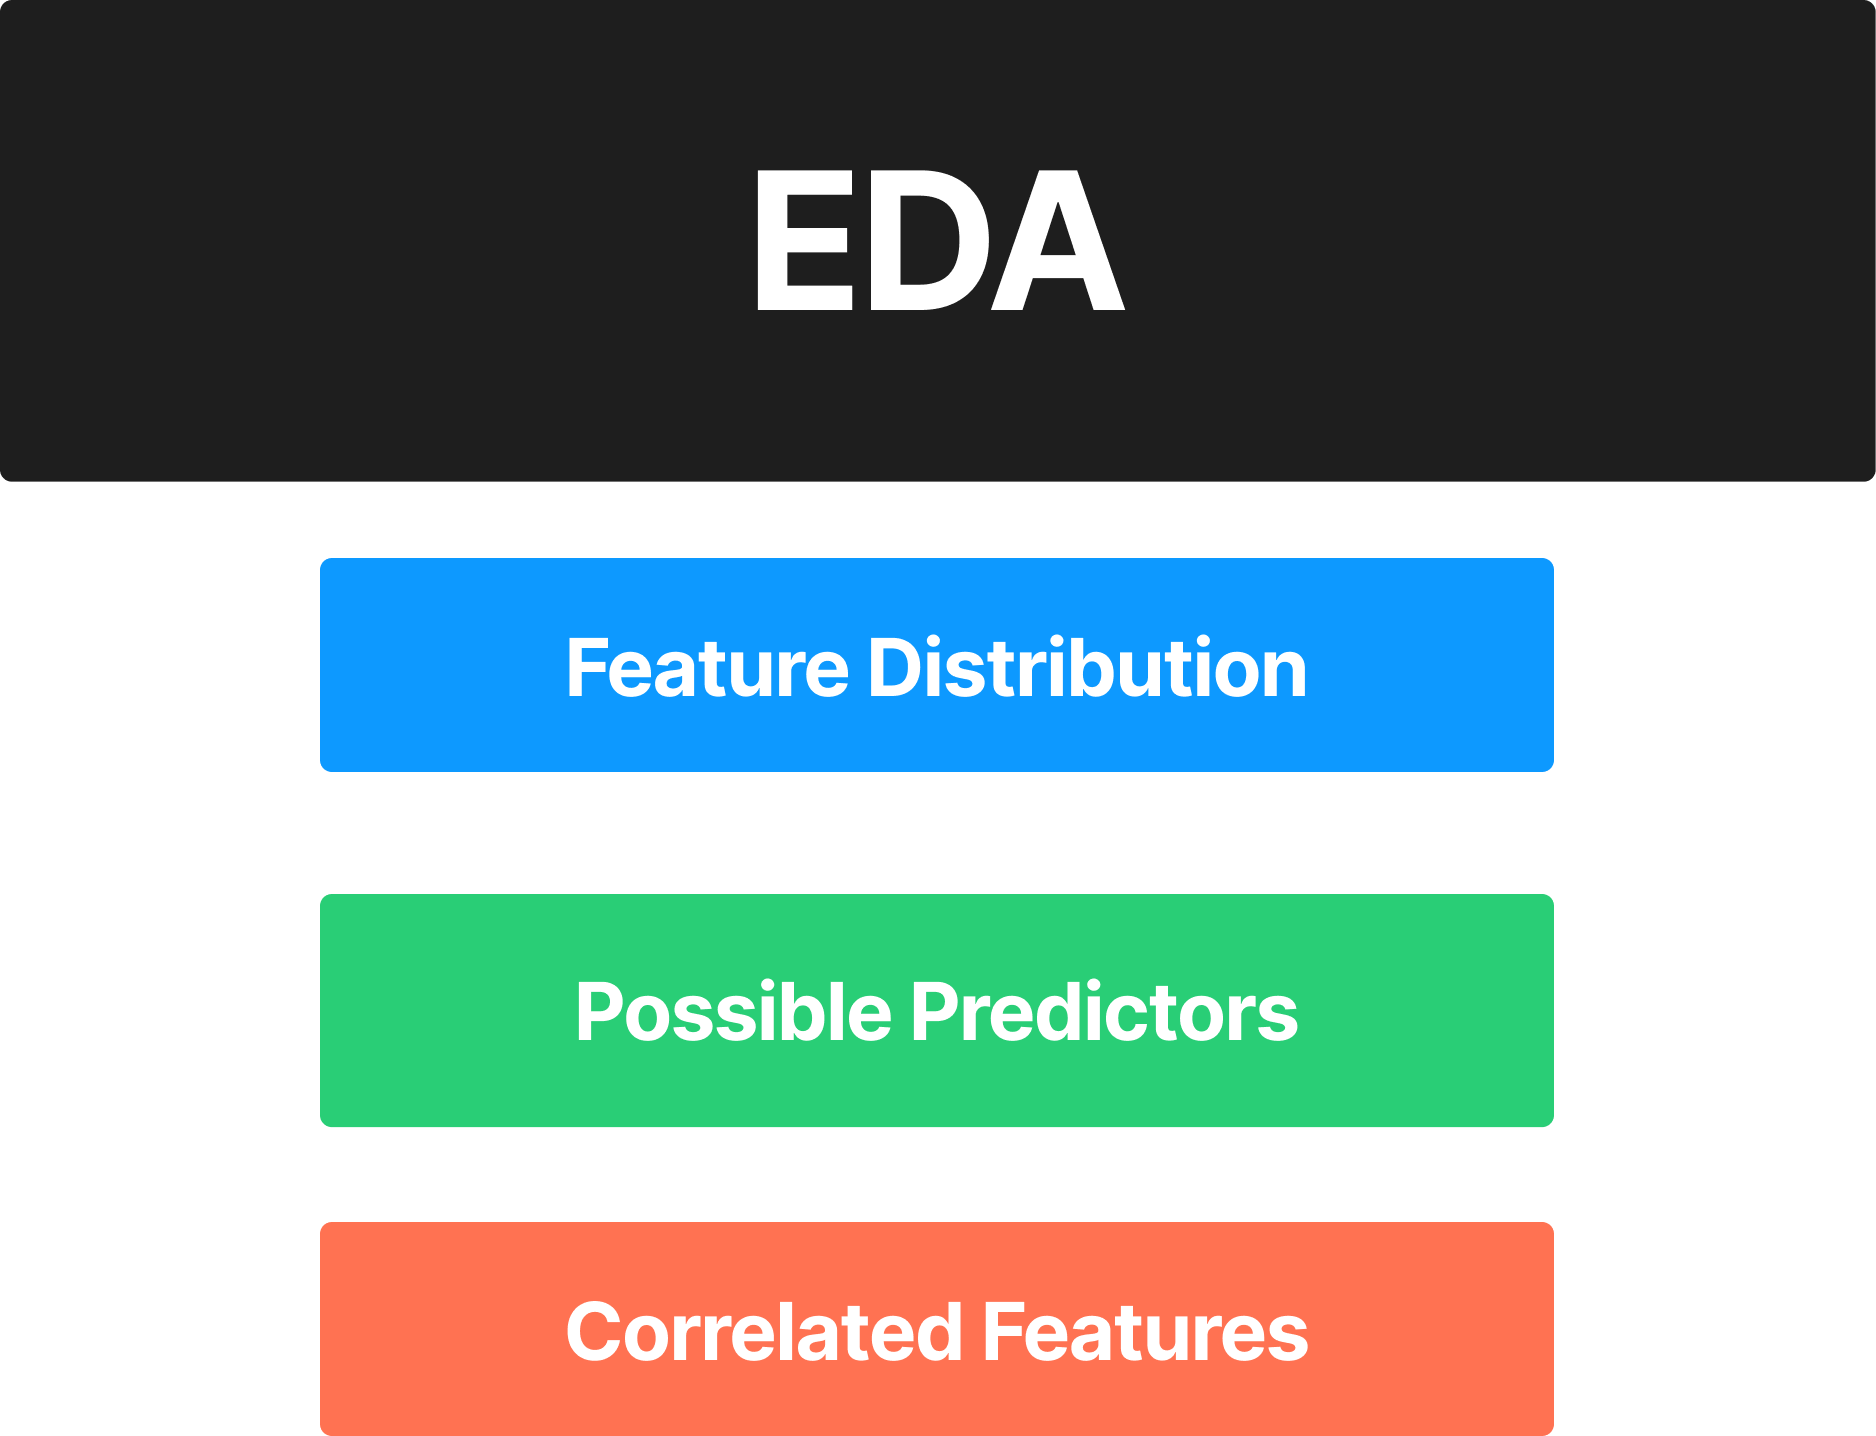 EDA
Feature Distribution
Possible Predictors
Correlated Features